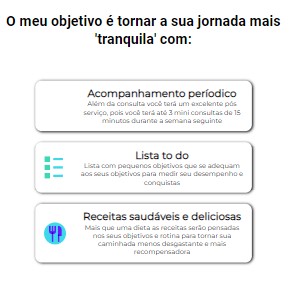 O meu objetivo é tornar a sua jornada mais
'tranquila' com:
Acompanhamento períodico
Além da consulta você terá um excelente pós
serviço, pois você terá até 3 mini consultas de 15
minutos durante a semana seguinte
Lista to do
Lista com pequenos objetivos que se adequam
aos seus objetivos para medir seu desempenho e
conquistas
Receitas saudáveis e deliciosas
Mais que uma dieta as receitas serão pensadas
nos seus objetivos e rotina para tornar sua
caminhada menos desgastante e mais
recompensadora